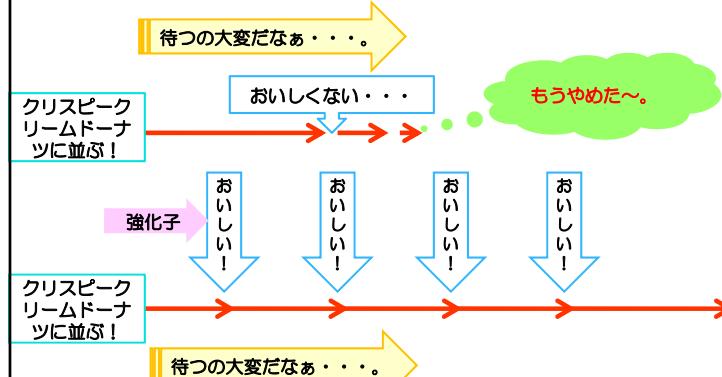 待つの大変だなぁ・・・。
おいしくない・・・
もうやめた～。
クリスピーク
リームドーナ
ツに並ぶ！
おいしい！
おいしい！
おいしい！
おいしい！
強化子
クリスピーク
リームドーナ
ツに並ぶ！
待つの大変だなぁ・・・。